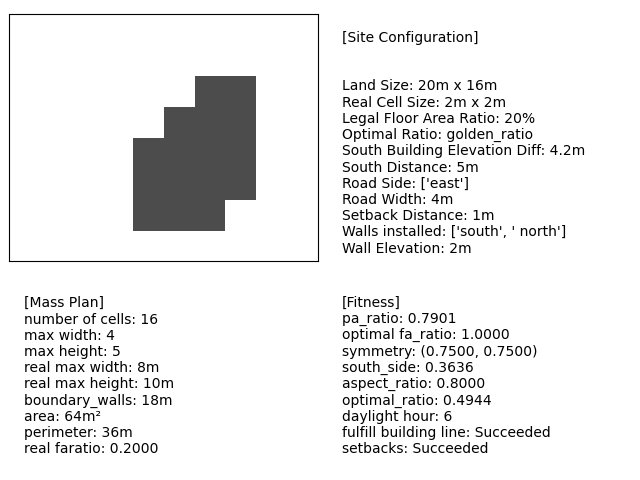 [Site Configuration]
Land Size: 20m x 16m
Real Cell Size: 2m x 2m
Legal Floor Area Ratio: 20%
Optimal Ratio: golden_ratio
South Building Elevation Diff: 4.2m
South Distance: 5m
Road Side: ['east']
Road Width: 4m
Setback Distance: 1m
Walls installed: ['south', ' north']
Wall Elevation: 2m
[Mass Plan]
number of cells: 16
max width: 4
max height: 5
real max width: 8m
real max height: 10m
boundary_walls: 18m
area: 64m²
perimeter: 36m
real faratio: 0.2000
[Fitness]
pa_ratio: 0.7901
optimal fa_ratio: 1.0000
symmetry: (0.7500, 0.7500)
south_side: 0.3636
aspect_ratio: 0.8000
optimal_ratio: 0.4944
daylight hour: 6
fulfill building line: Succeeded
setbacks: Succeeded